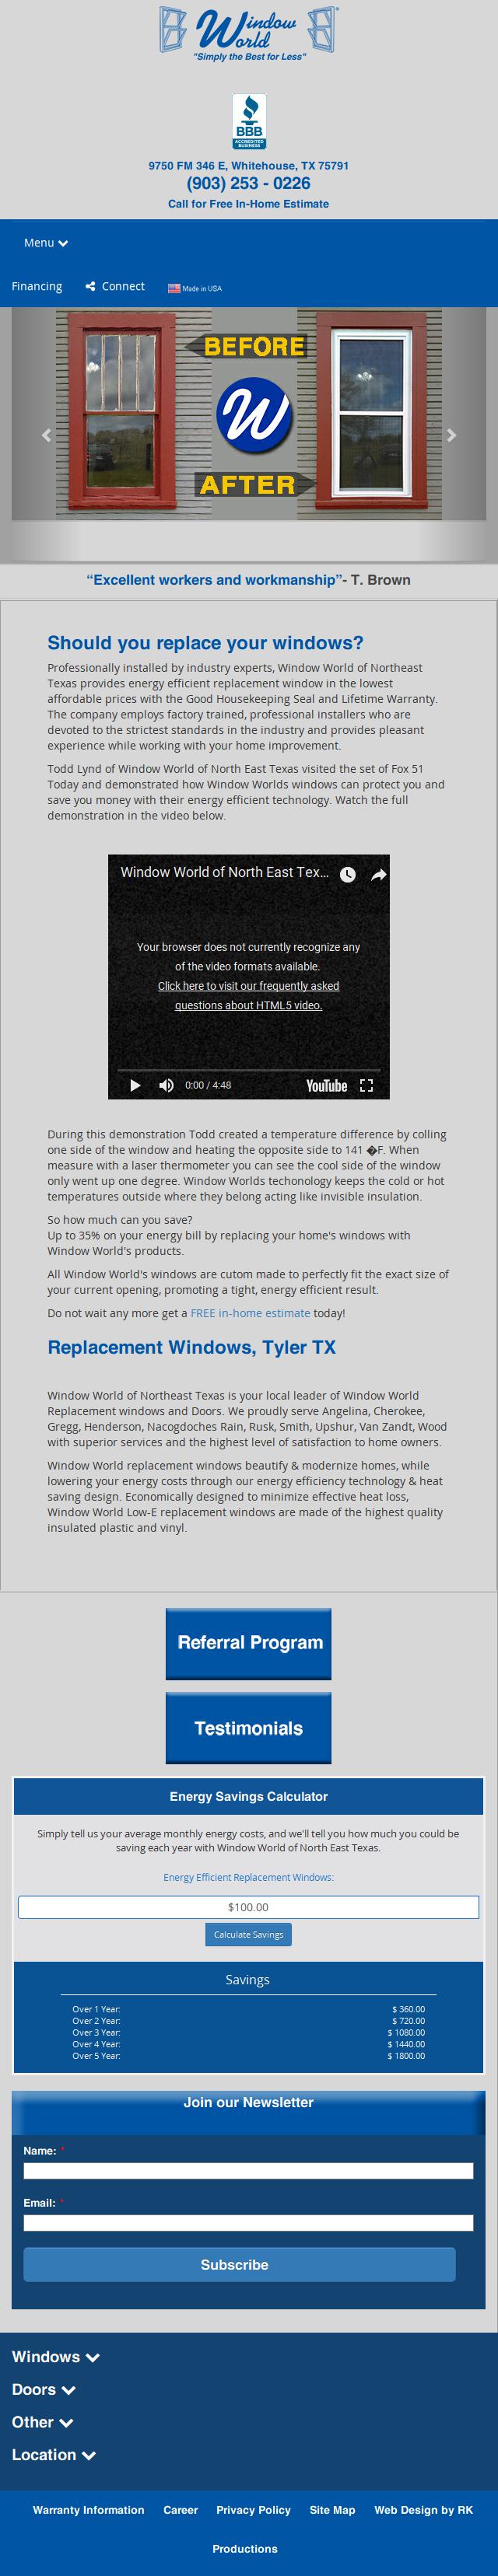 Window
World®
"Simply the Best for Less"
BBB
ACCREDITED
BUSINESS
9750 FM 346 E, Whitehouse, TX 75791
(903) 253 - 0226
Call for Free In-Home Estimate
Menu
Financing Connect Made in USA
BEFORE
W
AFTER
“Excellent workers and workmanship”- T. Brown
Should you replace your windows?
Professionally installed by industry experts, Window World of Northeast
Texas provides energy efficient replacement window in the lowest
affordable prices with the Good Housekeeping Seal and Lifetime Warranty.
The company employs factory trained, professional installers who are
devoted to the strictest standards in the industry and provides pleasant
experience while working with your home improvement.
Todd Lynd of Window World of North East Texas visited the set of Fox 51
Today and demonstrated how Window Worlds windows can protect you and
save you money with their energy efficient technology. Watch the full
demonstration in the video below.
Window World of North East Tex...
Your browser does not currently recognize any
of the video formats available.
Click here to visit our frequently asked
questions about HTML5 video.
0:00 / 4:48 YouTube
During this demonstration Todd created a temperature difference by colling
one side of the window and heating the opposite side to 141 �F. When
measure with a laser thermometer you can see the cool side of the window
only went up one degree. Window Worlds techonology keeps the cold or hot
temperatures outside where they belong acting like invisible insulation.
So how much can you save?
Up to 35% on your energy bill by replacing your home's windows with
Window World's products.
All Window World's windows are cutom made to perfectly fit the exact size of
your current opening, promoting a tight, energy efficient result.
Do not wait any more get a FREE in-home estimate today!
Replacement Windows, Tyler TX
Window World of Northeast Texas is your local leader of Window World
Replacement windows and Doors. We proudly serve Angelina, Cherokee,
Gregg, Henderson, Nacogdoches Rain, Rusk, Smith, Upshur, Van Zandt, Wood
with superior services and the highest level of satisfaction to home owners.
Window World replacement windows beautify & modernize homes, while
lowering your energy costs through our energy efficiency technology & heat
saving design. Economically designed to minimize effective heat loss,
Window World Low-E replacement windows are made of the highest quality
insulated plastic and vinyl.
Referral Program
Testimonials
Energy Savings Calculator
Simply tell us your average monthly energy costs, and we'll tell you how much you could be
saving each year with Window World of North East Texas.
Energy Efficient Replacement Windows:
$100.00
Calculate Savings
Savings
Over 1 Year: $ 360.00
Over 2 Year: $ 720.00
Over 3 Year: $ 1080.00
Over 4 Year: $ 1440.00
Over 5 Year: $ 1800.00
Join our Newsletter
Name: *
Email: *
Subscribe
Windows
Doors
Other
Location
Warranty Information Career Privacy Policy Site Map Web Design by RK
Productions